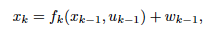 x_k = f_k(x_{k-1}, u_{k-1}) + w_{k-1},